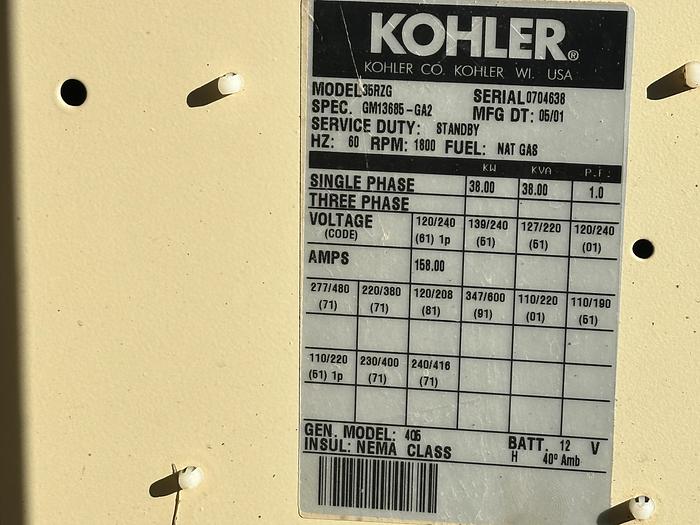 KOHLER®
KOHLER CO. KOHLER WI. USA
MODEL 35RZG SERIAL 0704638
SPEC. GM13685-GA2 MFG DT: 05/01
SERVICE DUTY: STANDBY
HZ: 60 RPM: 1800 FUEL: NAT GAS
KW KVA P.F.
SINGLE PHASE 38.00 38.00 1.0
THREE PHASE
VOLTAGE 120/240 139/240 127/220 120/240
(CODE) (61) 1p (51) (51) (01)
AMPS 158.00
277/480 220/380 120/208 347/600 110/220 110/190
(71) (71) (81) (91) (01) (51)
110/220 230/400 240/416
(51) 1p (71) (71)
GEN. MODEL: 4D5 BATT. 12 V
INSUL: NEMA CLASS H 40° Amb